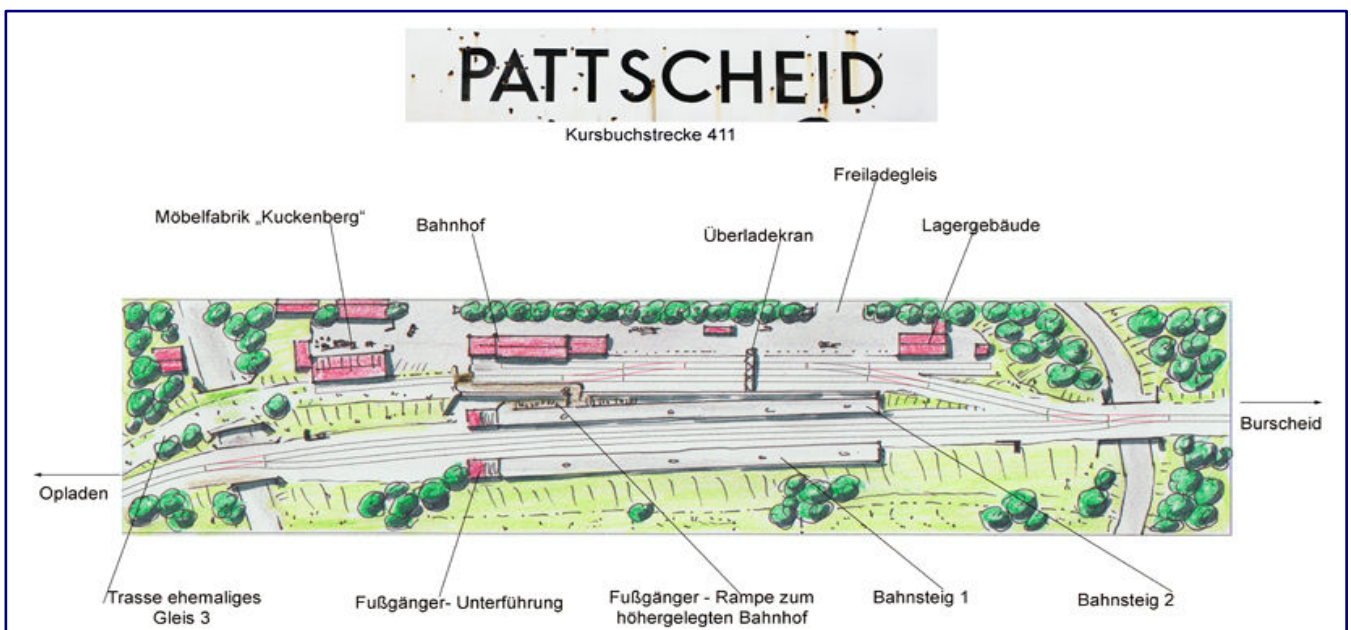 PATTSCHEID
Kursbuchstrecke 411
Freiladegleis
Möbelfabrik „Kuckenberg“
Bahnhof
Überladekran
Lagergebäude
Burscheid
Opladen
Trasse ehemaliges
Gleis 3
Fußgänger- Unterführung
Fußgänger - Rampe zum
höhergelegten Bahnhof
Bahnsteig 1
Bahnsteig 2